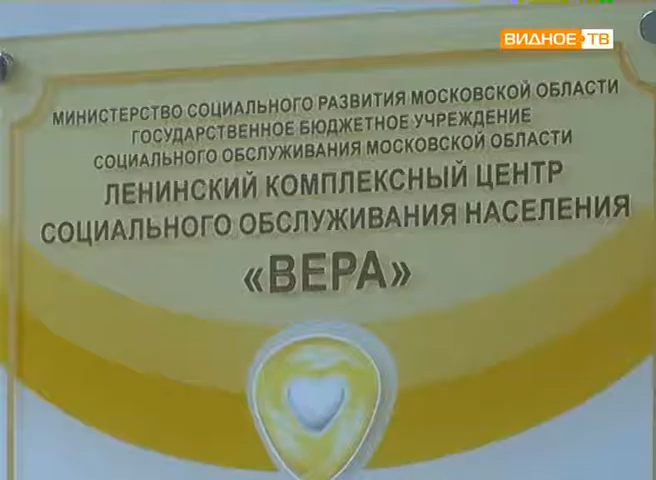 ВИДНОЕ ТВ
МИНИСТЕРСТВО СОЦИАЛЬНОГО РАЗВИТИЯ МОСКОВСКОЙ ОБЛАСТИ
ГОСУДАРСТВЕННОЕ БЮДЖЕТНОЕ УЧРЕЖДЕНИЕ
СОЦИАЛЬНОГО ОБСЛУЖИВАНИЯ МОСКОВСКОЙ ОБЛАСТИ
ЛЕНИНСКИЙ КОМПЛЕКСНЫЙ ЦЕНТР
СОЦИАЛЬНОГО ОБСЛУЖИВАНИЯ НАСЕЛЕНИЯ
«ВЕРА»